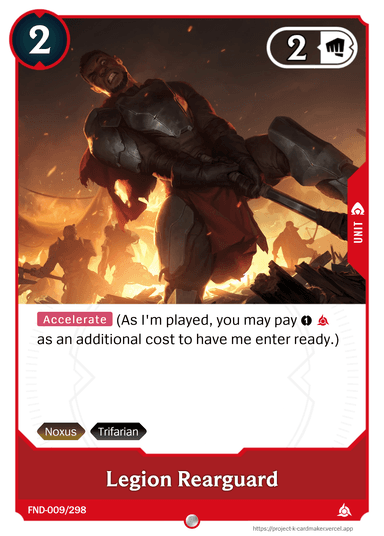 2
2
UNIT
Accelerate (As I'm played, you may pay 1
as an additional cost to have me enter ready.)
Noxus Trifarian
Legion Rearguard
FND-009/298
https://project-k-cardmaker.vercel.app